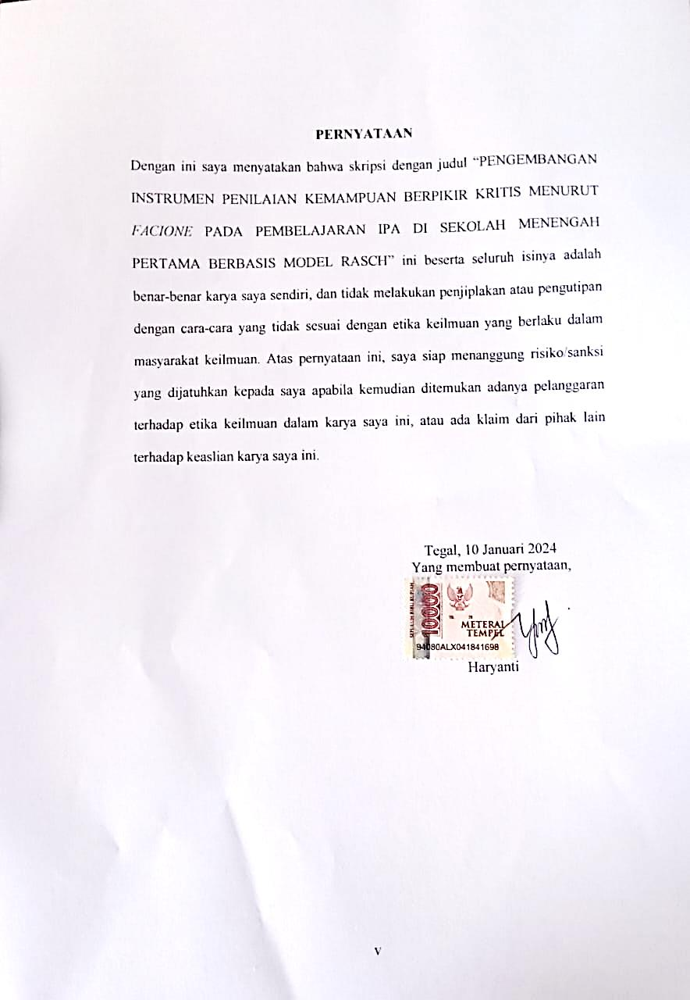 PERNYATAAN
Dengan ini saya menyatakan bahwa skripsi dengan judul “PENGEMBANGAN
INSTRUMEN PENILAIAN KEMAMPUAN BERPIKIR KRITIS MENURUT
FACIONE PADA PEMBELAJARAN IPA DI SEKOLAH MENENGAH
PERTAMA BERBASIS MODEL RASCH” ini beserta seluruh isinya adalah
benar-benar karya saya sendiri, dan tidak melakukan penjiplakan atau pengutipan
dengan cara-cara yang tidak sesuai dengan etika keilmuan yang berlaku dalam
masyarakat keilmuan. Atas pernyataan ini, saya siap menanggung risiko/sanksi
yang dijatuhkan kepada saya apabila kemudian ditemukan adanya pelanggaran
terhadap etika keilmuan dalam karya saya ini, atau ada klaim dari pihak lain
terhadap keaslian karya saya ini.
Tegal, 10 Januari 2024
Yang membuat pernyataan,
SEPULUH RIBU RUPIAH
10000
METERAI
TEMPEL
94080ALX041841698
Haryanti
v